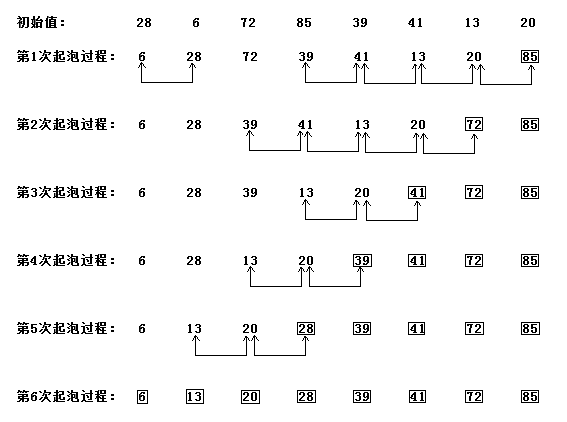 初始值： 28 6 72 85 39 41 13 20
第1次起泡过程： 6 28 72 39 41 13 20 85
第2次起泡过程： 6 28 39 41 13 20 72 85
第3次起泡过程： 6 28 39 13 20 41 72 85
第4次起泡过程： 6 28 13 20 39 41 72 85
第5次起泡过程： 6 13 20 28 39 41 72 85
第6次起泡过程： 6 13 20 28 39 41 72 85